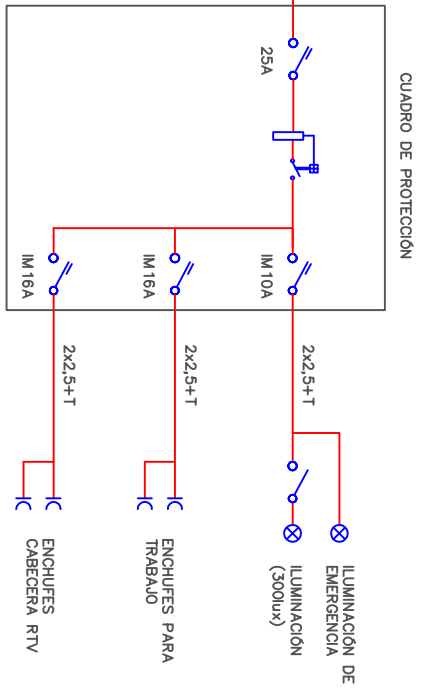 CUADRO DE PROTECCIÓN
25A
IM 10A
IM 16A
IM 16A
2x2,5+T
2x2,5+T
2x2,5+T
ILUMINACIÓN DE
EMERGENCIA
ILUMINACIÓN
(300lux)
ENCHUFES PARA
TRABAJO
ENCHUFES
CABECERA RTV